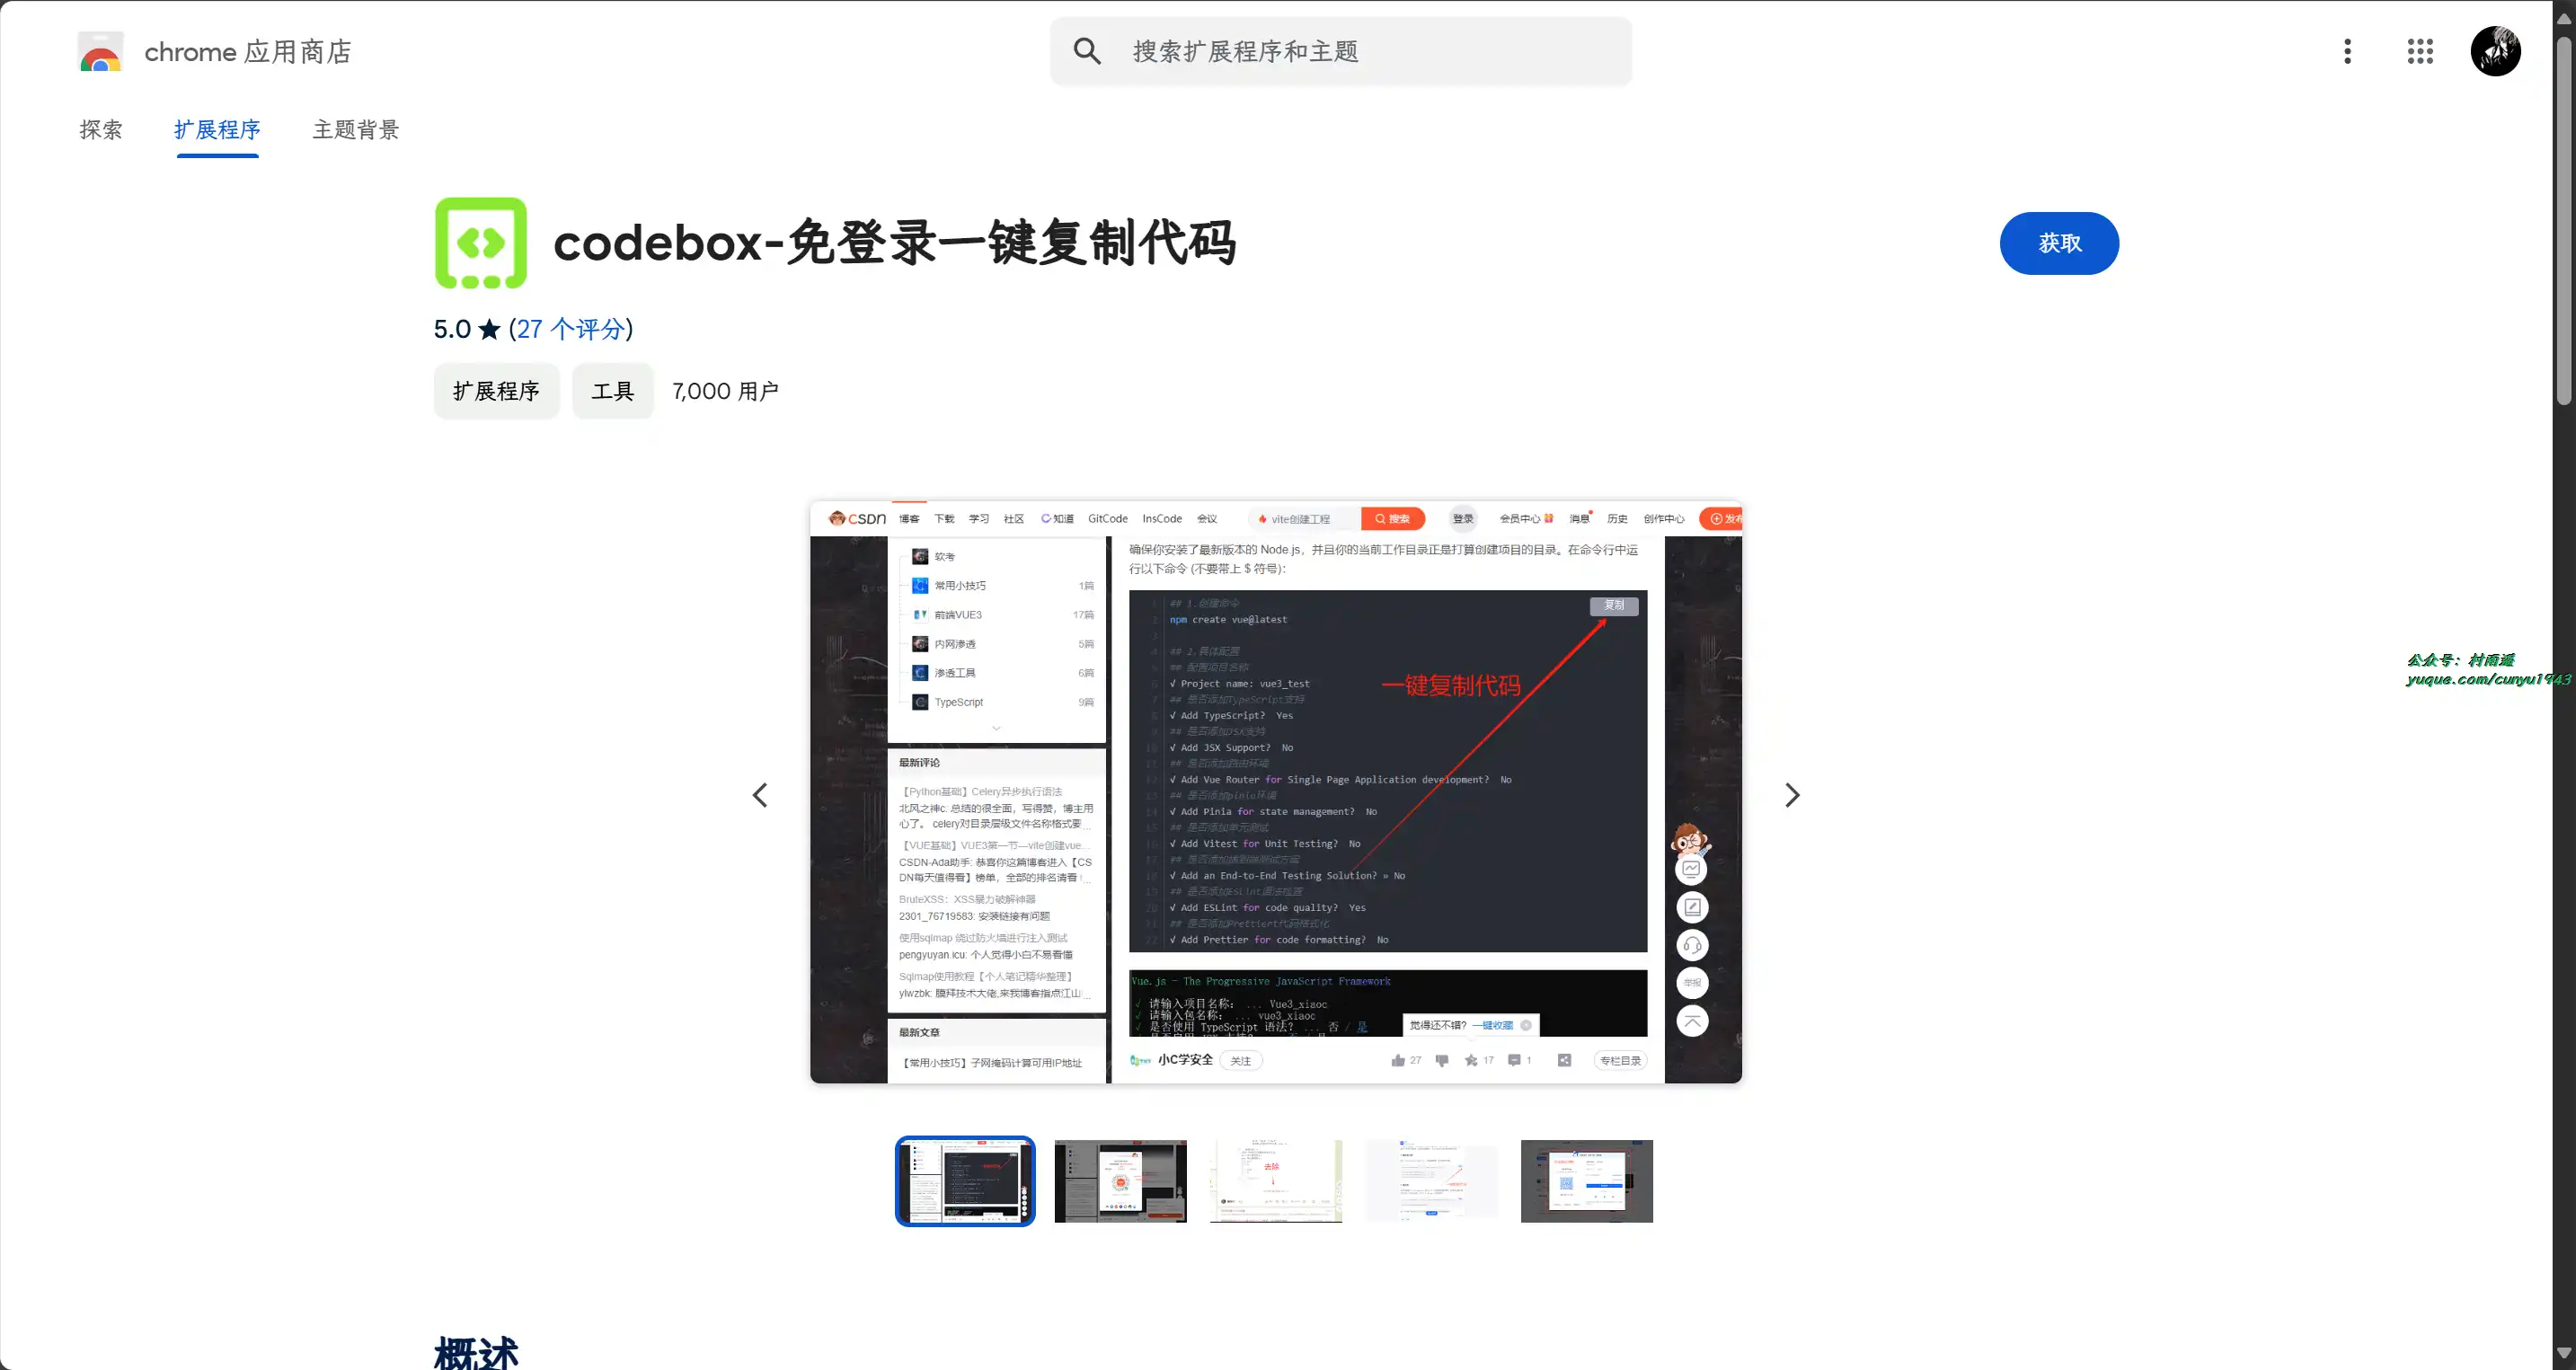 chrome 应用商店
搜索扩展程序和主题
探索
扩展程序
主题背景
codebox-免登录一键复制代码
获取
5.0 ★ (27 个评分)
扩展程序
工具
7,000 用户
CSDN 博客 下载 学习 社区 知道 GitCode InsCode 会议 vite创建工程 搜索 登录 会员中心 消息 历史 创作中心 发布
软考
常用小技巧 1篇
前端VUE3 17篇
内网渗透 5篇
渗透工具 6篇
TypeScript 9篇
最新评论
【Python基础】Celery异步执行语法
北风之神c: 总结的很全面，写得赞，博主用
心了。 celery对目录层级文件名称格式要...
【VUE基础】VUE3第一节—vite创建vue...
CSDN-Ada助手: 恭喜你这篇博客进入【CS
DN每天值得看】榜单，全部的排名请看 ...
BruteXSS：XSS暴力破解神器
2301_76719583: 安装链接有问题
使用sqlmap 绕过防火墙进行注入测试
pengyuyan.icu: 个人觉得小白不易看懂
Sqlmap使用教程【个人笔记精华整理】
ylwzbk: 膜拜技术大佬,来我博客指点江山...
最新文章
【常用小技巧】子网掩码计算可用IP地址
确保你安装了最新版本的 Node.js，并且你的当前工作目录正是打算创建项目的目录。在命令行中运
行以下命令 (不要带上 $ 符号)：
复制
## 1.创建命令
npm create vue@latest
## 2.具体配置
## 配置项目名称
√ Project name: vue3_test
## 是否添加TypeScript支持
√ Add TypeScript? Yes
## 是否添加JSX支持
√ Add JSX Support? No
## 是否添加路由环境
√ Add Vue Router for Single Page Application development? No
## 是否添加pinia环境
√ Add Pinia for state management? No
## 是否添加单元测试
√ Add Vitest for Unit Testing? No
## 是否添加端到端测试方案
√ Add an End-to-End Testing Solution? » No
## 是否添加ESLint语法检查
√ Add ESLint for code quality? Yes
## 是否添加Prettiert代码格式化
√ Add Prettier for code formatting? No
一键复制代码
Vue.js - The Progressive JavaScript Framework
√ 请输入项目名称： ... Vue3_xiaoc
√ 请输入包名称： ... vue3_xiaoc
√ 是否使用 TypeScript 语法？ ... 否 / 是
觉得还不错? 一键收藏
小C学安全 关注 27 17 1 专栏目录
举报
公众号：村雨遥
yuque.com/cunyu1943
去除
概述